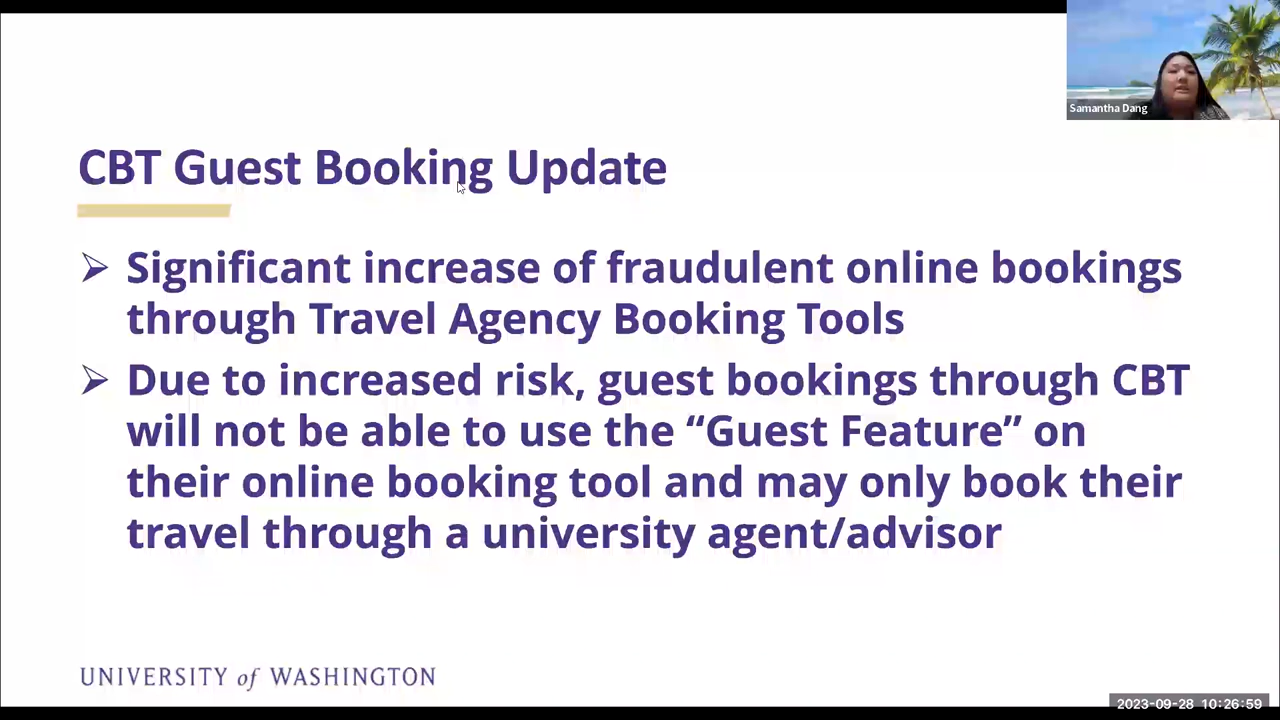 Samantha Dang
CBT Guest Booking Update
➢ Significant increase of fraudulent online bookings
through Travel Agency Booking Tools
➢ Due to increased risk, guest bookings through CBT
will not be able to use the “Guest Feature” on
their online booking tool and may only book their
travel through a university agent/advisor
UNIVERSITY of WASHINGTON
2023-09-28 10:26:59